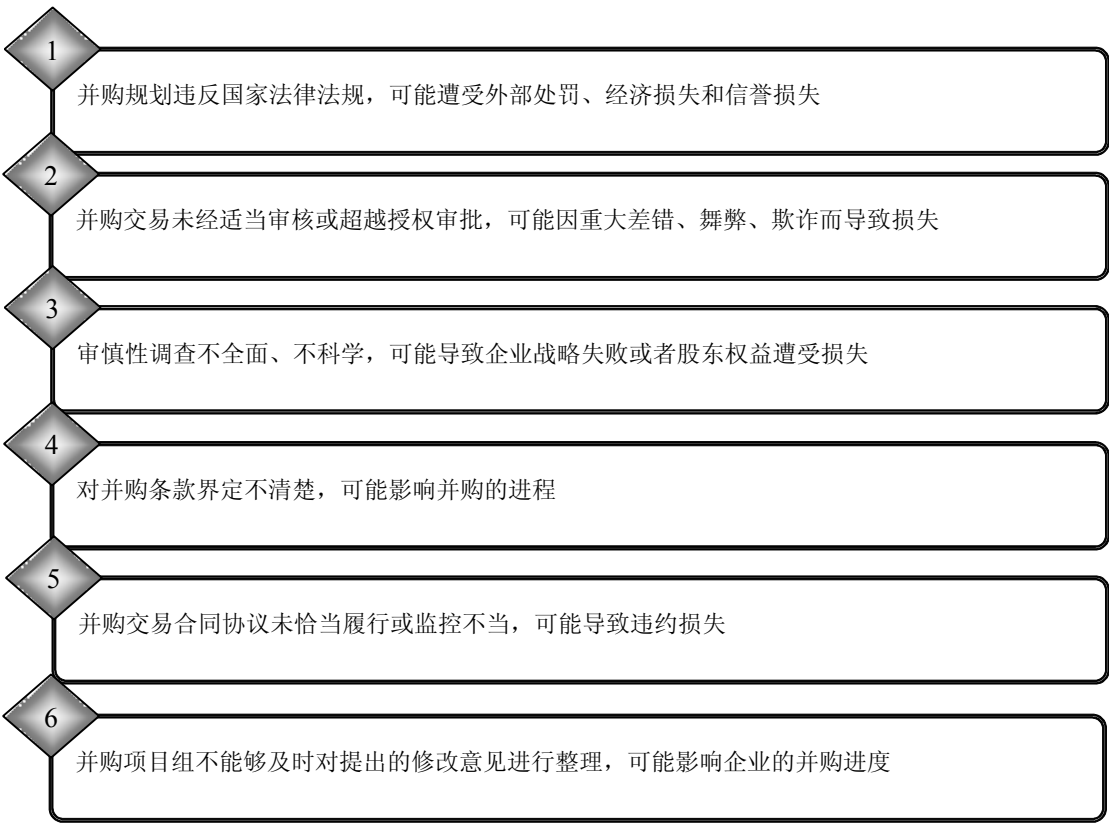 1
并购规划违反国家法律法规，可能遭受外部处罚、经济损失和信誉损失
2
并购交易未经适当审核或超越授权审批，可能因重大差错、舞弊、欺诈而导致损失
3
审慎性调查不全面、不科学，可能导致企业战略失败或者股东权益遭受损失
4
对并购条款界定不清楚，可能影响并购的进程
5
并购交易合同协议未恰当履行或监控不当，可能导致违约损失
6
并购项目组不能够及时对提出的修改意见进行整理，可能影响企业的并购进度